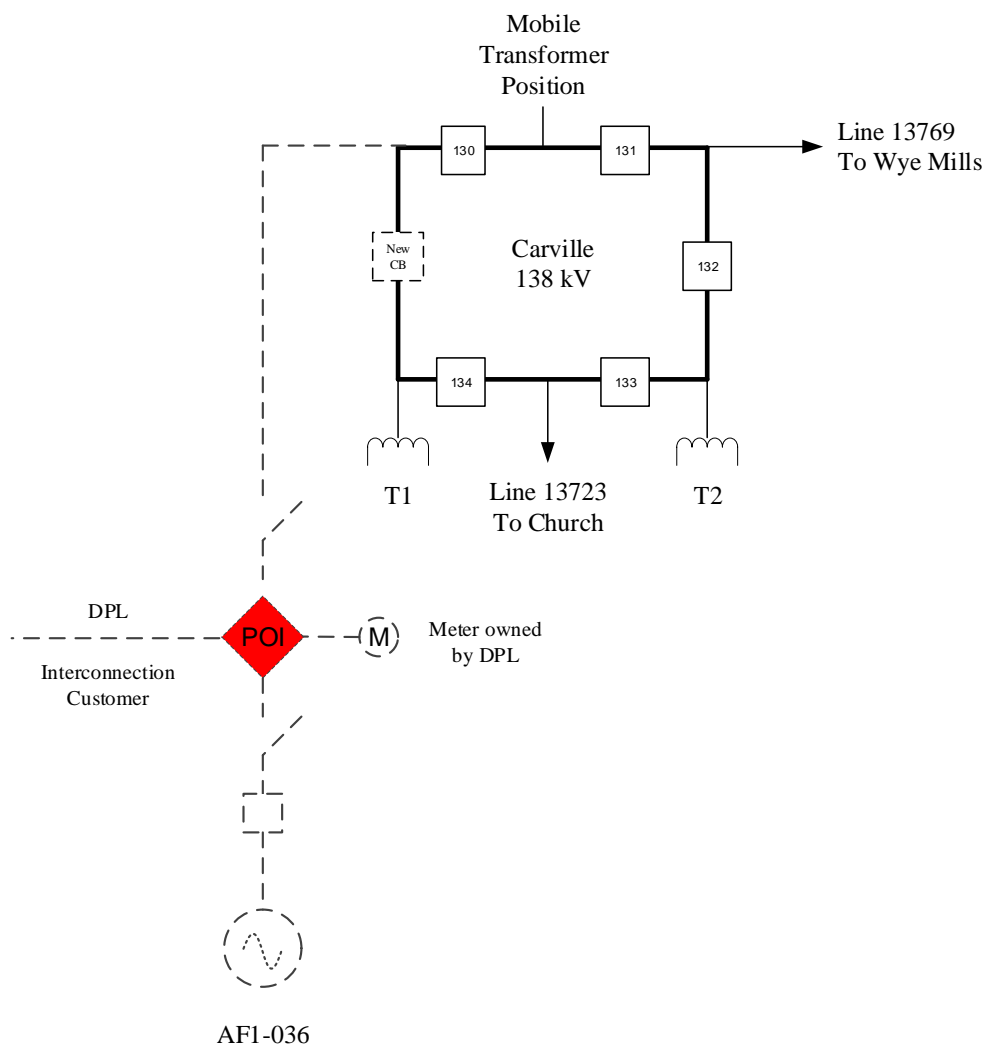 Mobile
Transformer
Position
130
131
Line 13769
To Wye Mills
New
CB
Carville
138 kV
132
134
133
T1
Line 13723
To Church
T2
DPL
POI
M
Meter owned
by DPL
Interconnection
Customer
AF1-036